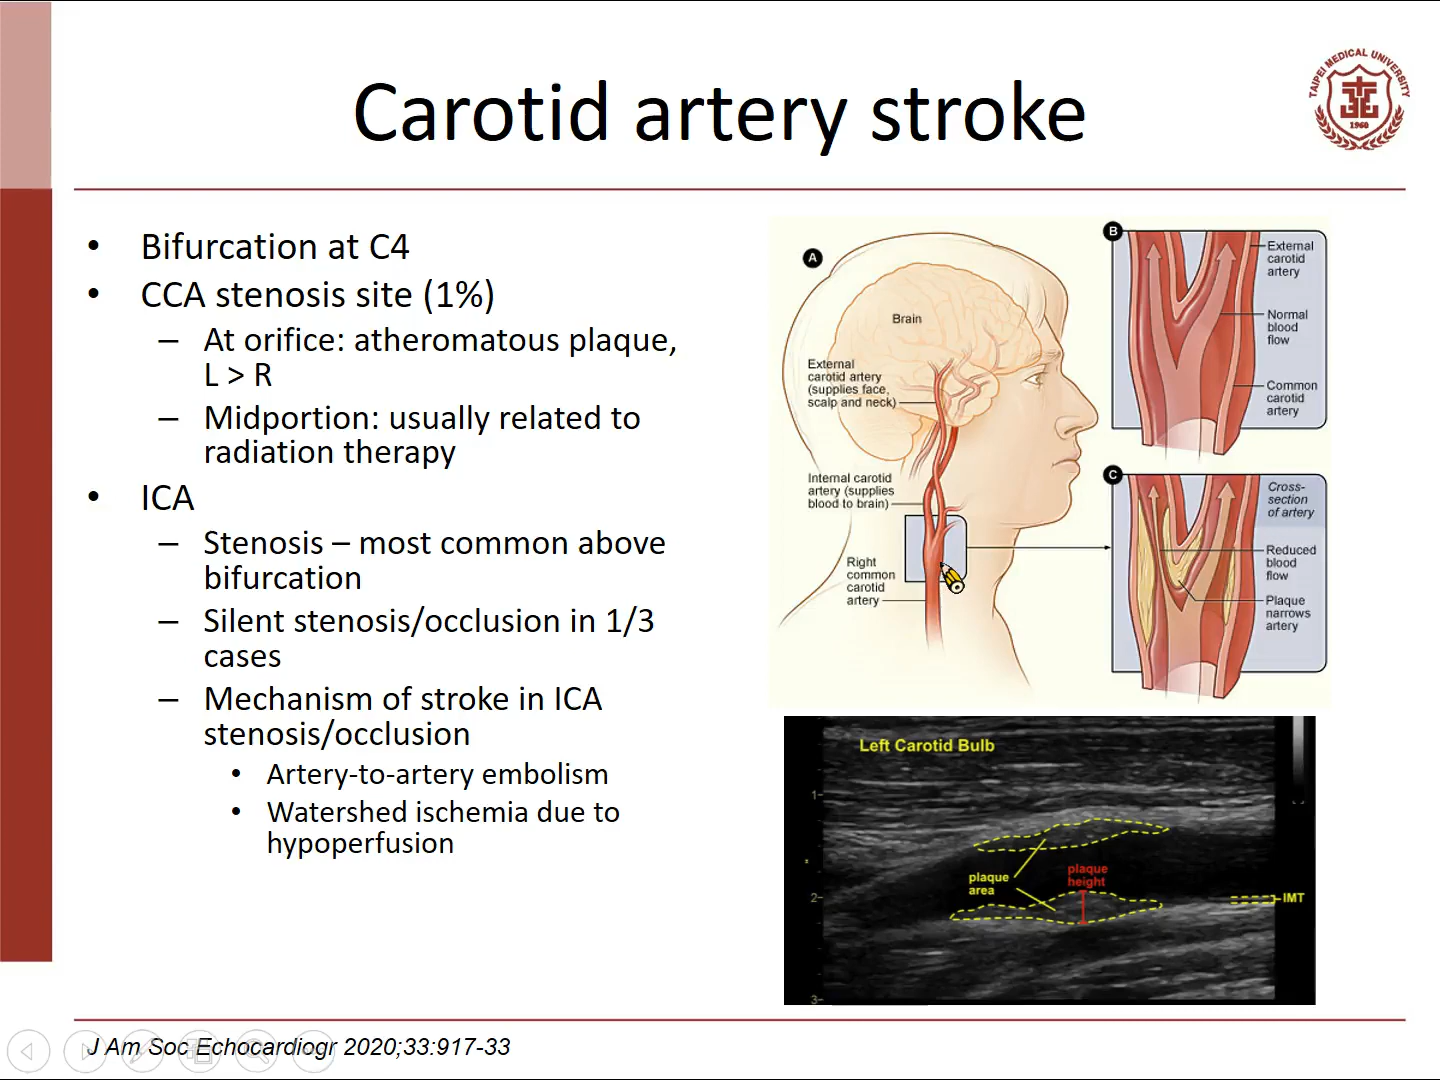 Carotid artery stroke
TAIPEI MEDICAL UNIVERSITY
1960
• Bifurcation at C4
• CCA stenosis site (1%)
– At orifice: atheromatous plaque,
L > R
– Midportion: usually related to
radiation therapy
• ICA
– Stenosis – most common above
bifurcation
– Silent stenosis/occlusion in 1/3
cases
– Mechanism of stroke in ICA
stenosis/occlusion
• Artery-to-artery embolism
• Watershed ischemia due to
hypoperfusion
A
Brain
External
carotid artery
(supplies face,
scalp and neck)
Internal carotid
artery (supplies
blood to brain)
Right
common
carotid
artery
B
External
carotid
artery
Normal
blood
flow
Common
carotid
artery
C
Cross-
section
of artery
Reduced
blood
flow
Plaque
narrows
artery
Left Carotid Bulb
1
plaque
area
plaque
height
2
IMT
3
J Am Soc Echocardiogr 2020;33:917-33